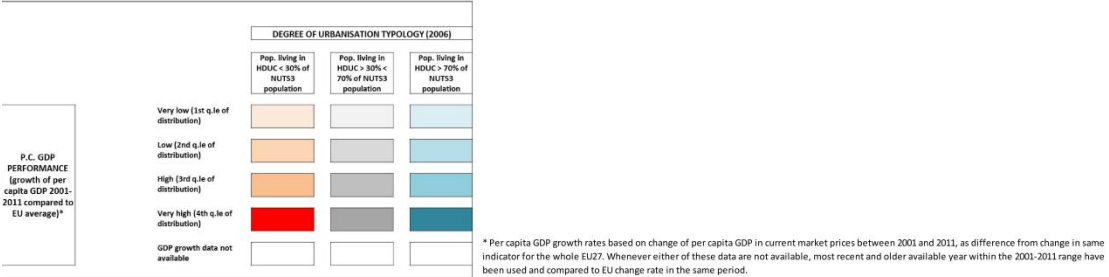 DEGREE OF URBANISATION TYPOLOGY (2006)
Pop. living in
HDUC < 30% of
NUTS3
population
Pop. living in
HDUC > 30% <
70% of NUTS3
population
Pop. living in
HDUC > 70% of
NUTS3
population
P.C. GDP
PERFORMANCE
(growth of per
capita GDP 2001-
2011 compared to
EU average)*
Very low (1st q.le of
distribution)
Low (2nd q.le of
distribution)
High (3rd q.le of
distribution)
Very high (4th q.le of
distribution)
GDP growth data not
available
* Per capita GDP growth rates based on change of per capita GDP in current market prices between 2001 and 2011, as difference from change in same
indicator for the whole EU27. Whenever either of these data are not available, most recent and older available year within the 2001-2011 range have
been used and compared to EU change rate in the same period.